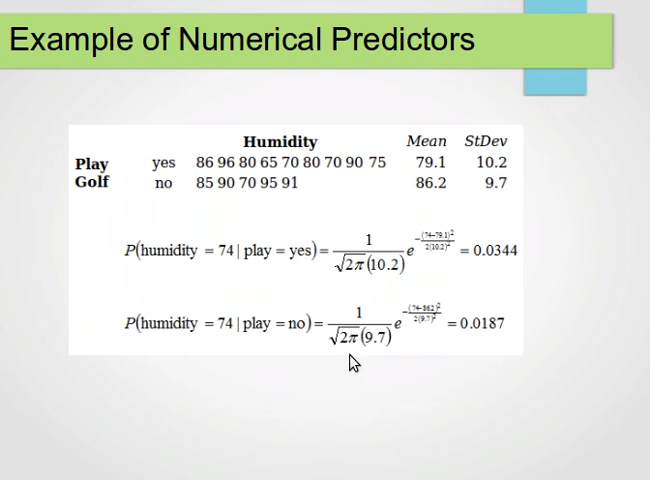 Example of Numerical Predictors
Humidity Mean StDev
Play yes 86 96 80 65 70 80 70 90 75 79.1 10.2
Golf no 85 90 70 95 91 86.2 9.7
P(humidity = 74 | play = yes) = 1 / √2π (10.2) e^-(74-79.1)²/2(10.2)² = 0.0344
P(humidity = 74 | play = no) = 1 / √2π (9.7) e^-(74-86.2)²/2(9.7)² = 0.0187